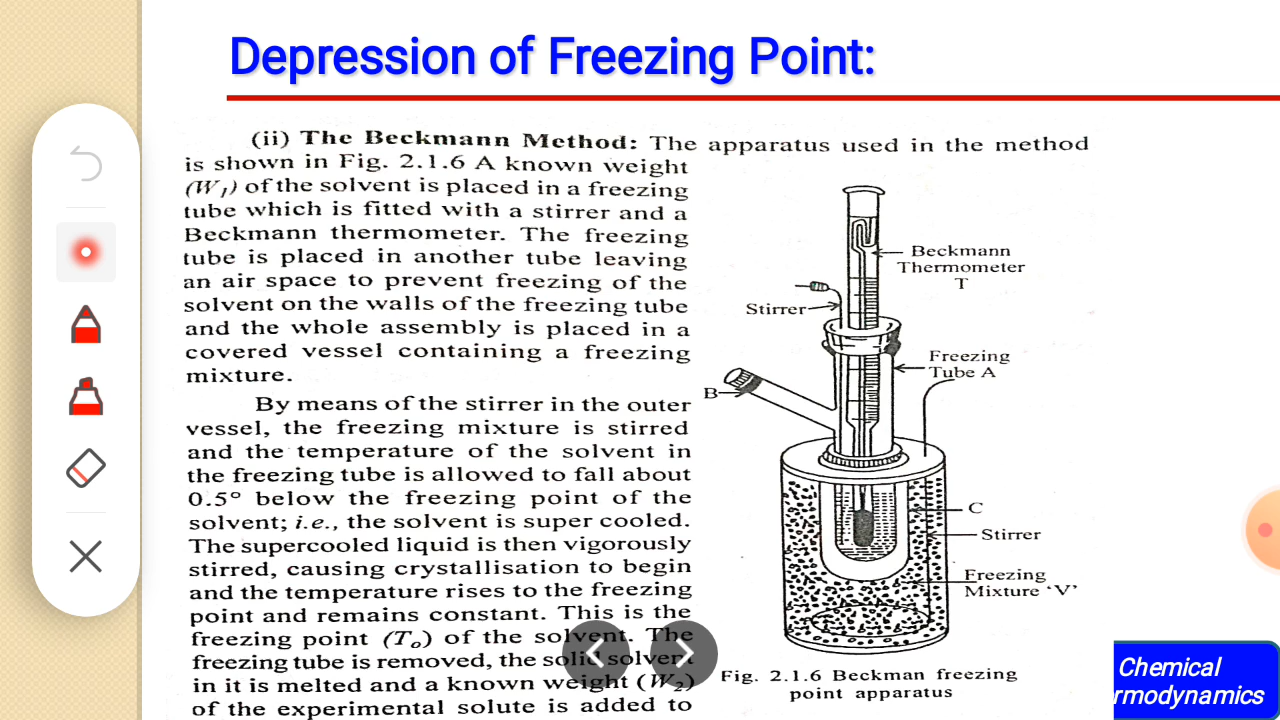 Depression of Freezing Point:
(ii) The Beckmann Method: The apparatus used in the method
is shown in Fig. 2.1.6 A known weight
(W₁) of the solvent is placed in a freezing
tube which is fitted with a stirrer and a
Beckmann thermometer. The freezing
tube is placed in another tube leaving
an air space to prevent freezing of the
solvent on the walls of the freezing tube
and the whole assembly is placed in a
covered vessel containing a freezing
mixture.
By means of the stirrer in the outer
vessel, the freezing mixture is stirred
and the temperature of the solvent in
the freezing tube is allowed to fall about
0.5° below the freezing point of the
solvent; i.e., the solvent is super cooled.
The supercooled liquid is then vigorously
stirred, causing crystallisation to begin
and the temperature rises to the freezing
point and remains constant. This is the
freezing point (Tₒ) of the solvent. The
freezing tube is removed, the solid solvent
in it is melted and a known weight (W₂)
of the experimental solute is added to
Beckmann
Thermometer
T
Stirrer
Freezing
Tube A
B
C
Stirrer
Freezing
Mixture 'V'
Fig. 2.1.6 Beckman freezing
point apparatus
Chemical
rmodynamics